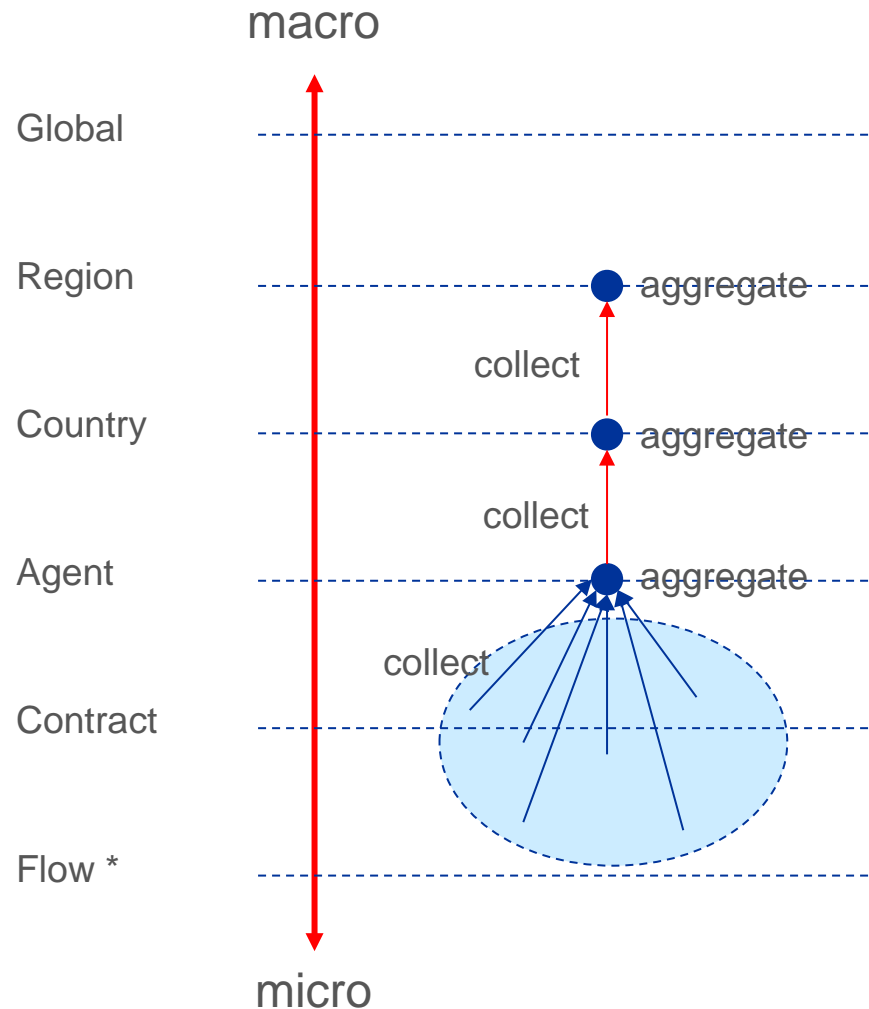 macro
Global
Region
aggregate
collect
Country
aggregate
collect
Agent
aggregate
collect
Contract
Flow *
micro